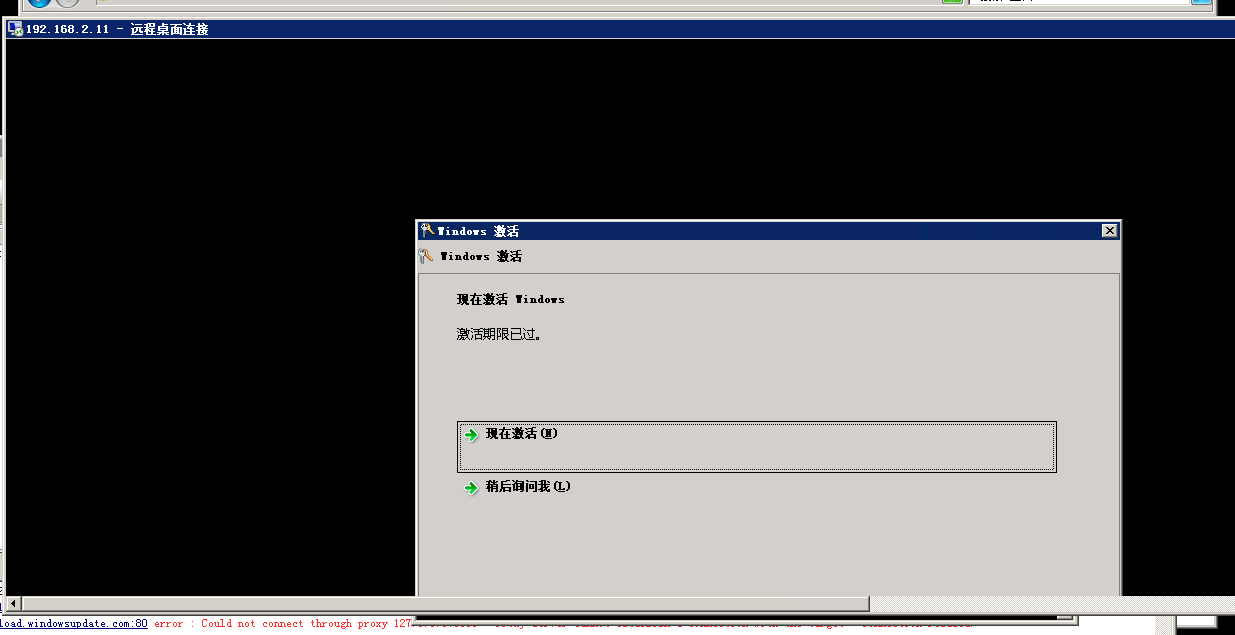 192.168.2.11 - 远程桌面连接
Windows 激活
Windows 激活
现在激活 Windows
激活期限已过。
现在激活(N)
稍后询问我(L)
load.windowsupdate.com:80 error : Could not connect through proxy 127